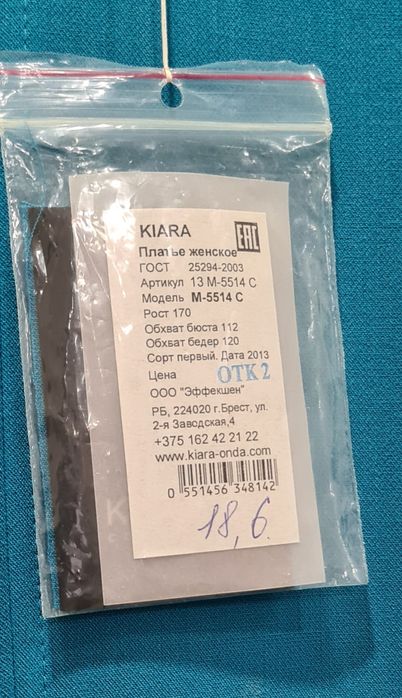 KIARA
EAC
Платье женское
ГОСТ 25294-2003
Артикул 13 М-5514 С
Модель М-5514 С
Рост 170
Обхват бюста 112
Обхват бедер 120
Сорт первый. Дата 2013
Цена ОТК 2
ООО "Эффекшен"
РБ, 224020 г.Брест, ул.
2-я Заводская,4
+375 162 42 21 22
www.kiara-onda.com
0 551456 348142
18,6